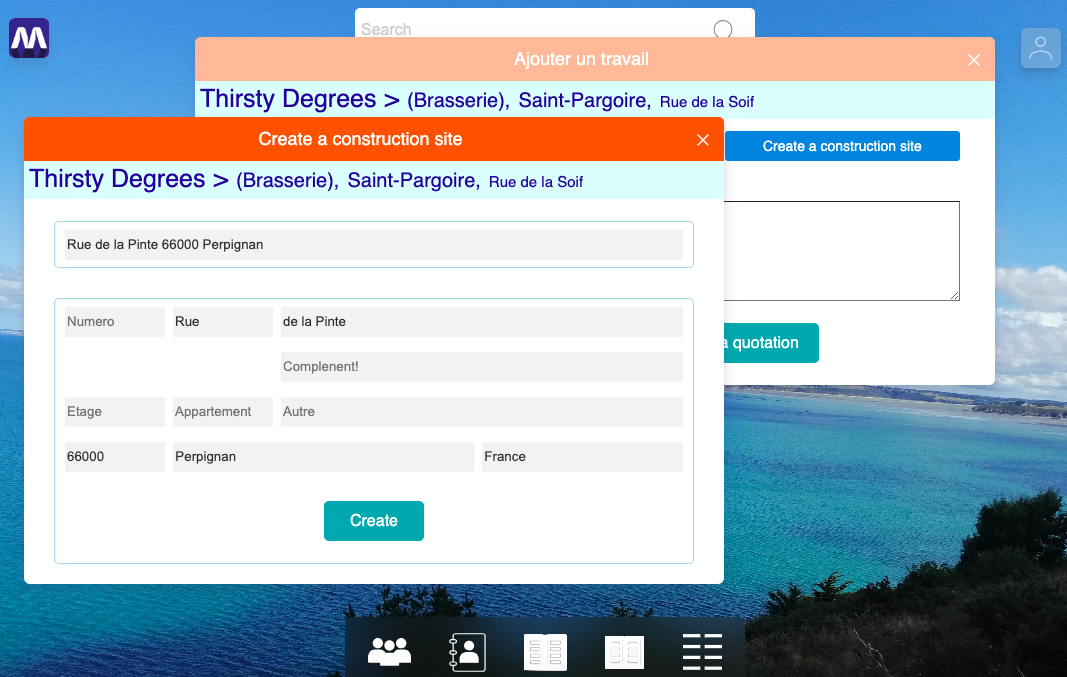 Search
Ajouter un travail
Thirsty Degrees > (Brasserie), Saint-Pargoire, Rue de la Soif
Create a construction site
Create a construction site
Thirsty Degrees > (Brasserie), Saint-Pargoire, Rue de la Soif
Rue de la Pinte 66000 Perpignan
Numero Rue de la Pinte
Complenent!
Etage Appartement Autre
66000 Perpignan France
Create
a quotation